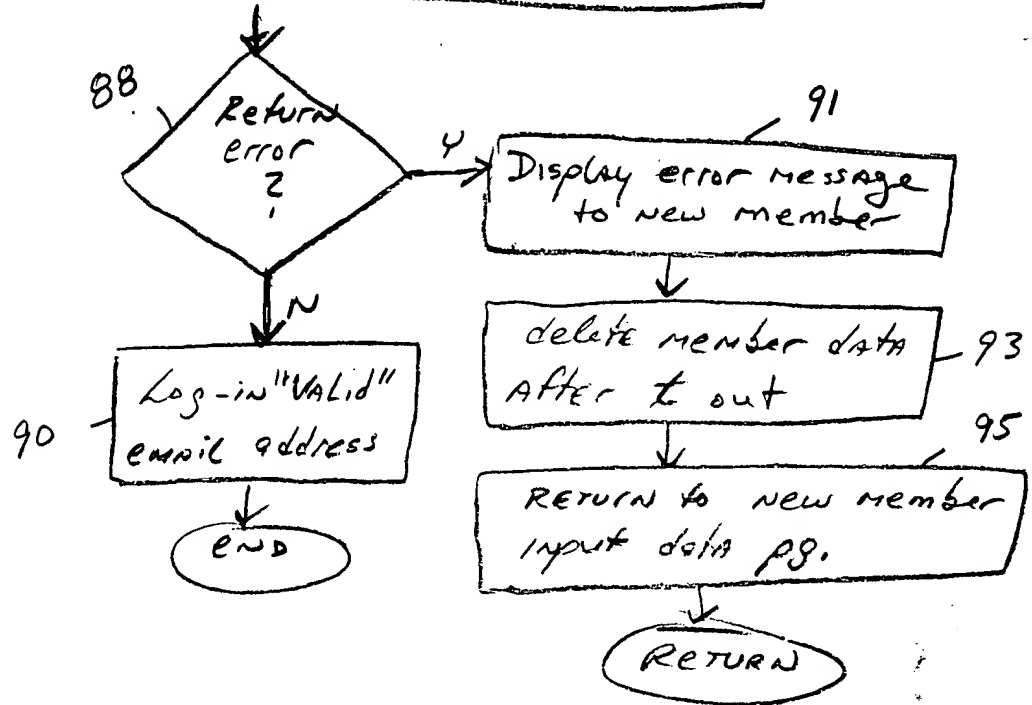 88
Return
error
?
Y
N
91
Display error message
to new member
delete member data
After t out
93
95
Return to new member
input data pg.
Return
90
Log-in "Valid"
email address
end